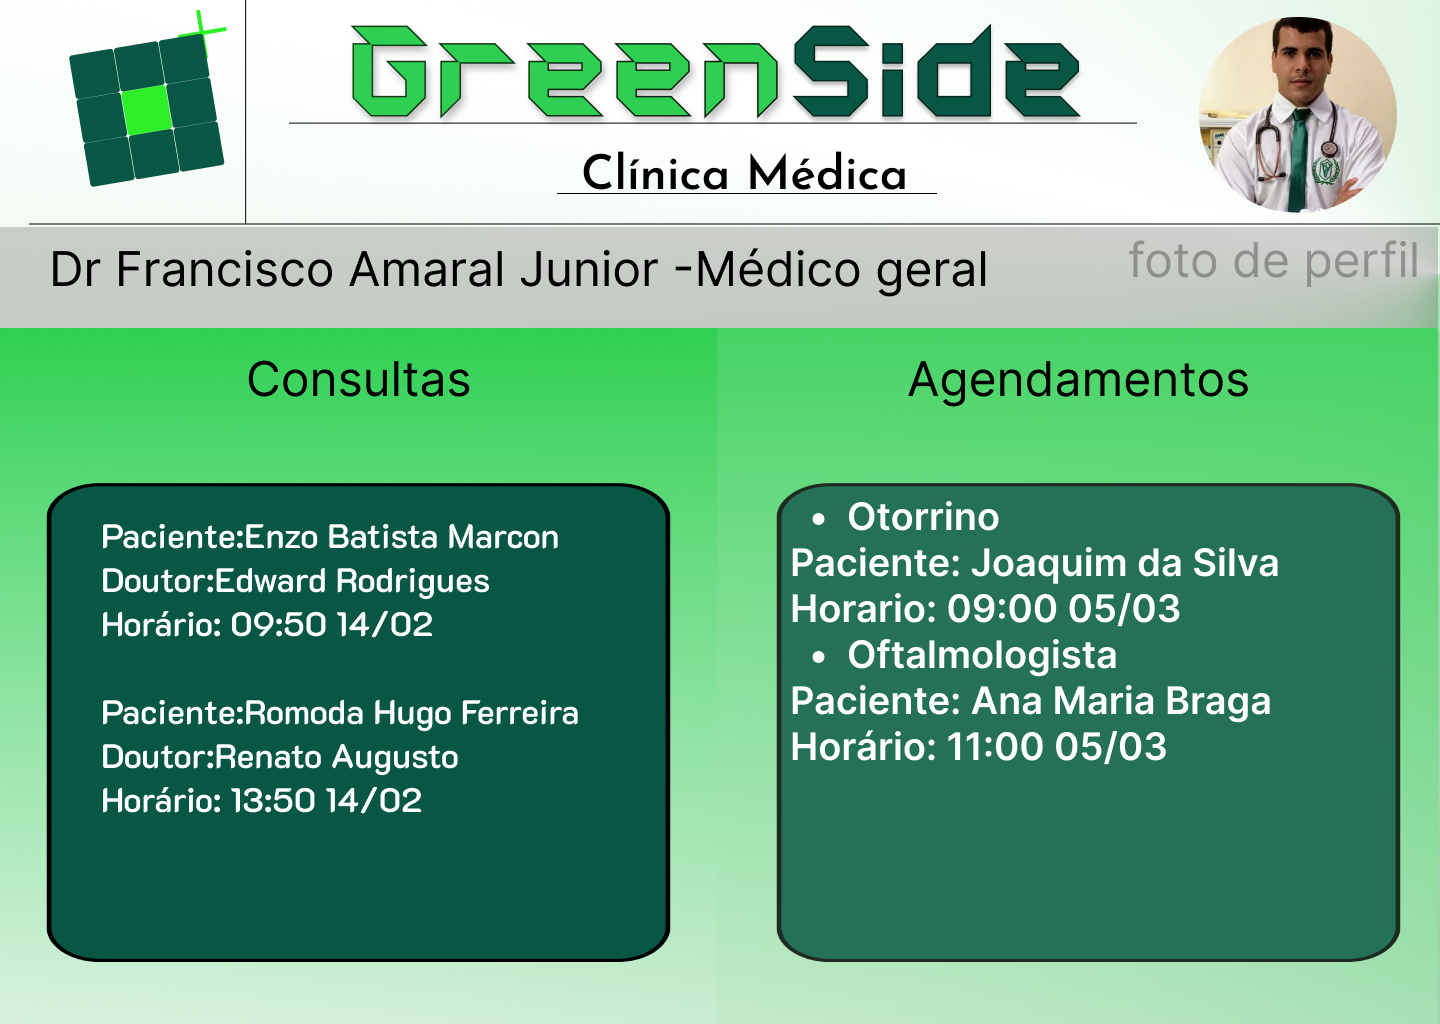 GreenSide
Clínica Médica
Dr Francisco Amaral Junior -Médico geral
foto de perfil
Consultas
Paciente:Enzo Batista Marcon
Doutor:Edward Rodrigues
Horário: 09:50 14/02
Paciente:Romoda Hugo Ferreira
Doutor:Renato Augusto
Horário: 13:50 14/02
Agendamentos
• Otorrino
Paciente: Joaquim da Silva
Horario: 09:00 05/03
• Oftalmologista
Paciente: Ana Maria Braga
Horário: 11:00 05/03